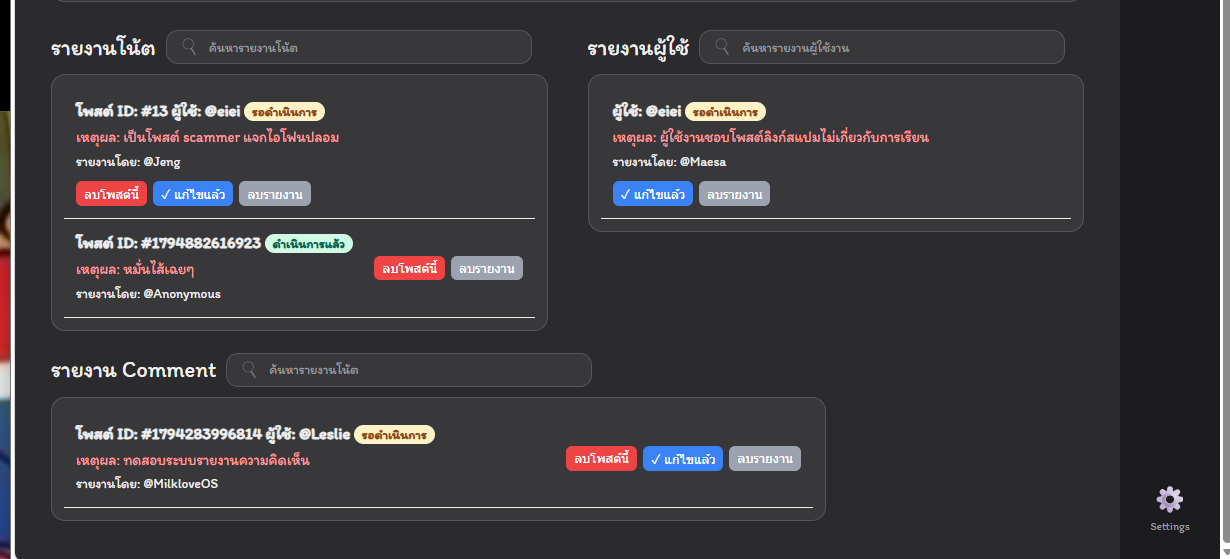 รายงานโน้ต
ค้นหารายงานโน้ต
โพสต์ ID: #13 ผู้ใช้: @eiei รอดำเนินการ
เหตุผล: เป็นโพสต์ scammer แจกไอโฟนปลอม
รายงานโดย: @Jeng
ลบโพสต์นี้ ✓ แก้ไขแล้ว ลบรายงาน
โพสต์ ID: #1794882616923 ดำเนินการแล้ว
เหตุผล: หมั่นไส้เฉยๆ
รายงานโดย: @Anonymous
ลบโพสต์นี้ ลบรายงาน
รายงานผู้ใช้
ค้นหารายงานผู้ใช้งาน
ผู้ใช้: @eiei รอดำเนินการ
เหตุผล: ผู้ใช้งานชอบโพสต์ลิงก์สแปมไม่เกี่ยวกับการเรียน
รายงานโดย: @Maesa
✓ แก้ไขแล้ว ลบรายงาน
รายงาน Comment
ค้นหารายงานโน้ต
โพสต์ ID: #1794283996814 ผู้ใช้: @Leslie รอดำเนินการ
เหตุผล: ทดสอบระบบรายงานความคิดเห็น
รายงานโดย: @MilkloveOS
ลบโพสต์นี้ ✓ แก้ไขแล้ว ลบรายงาน
Settings